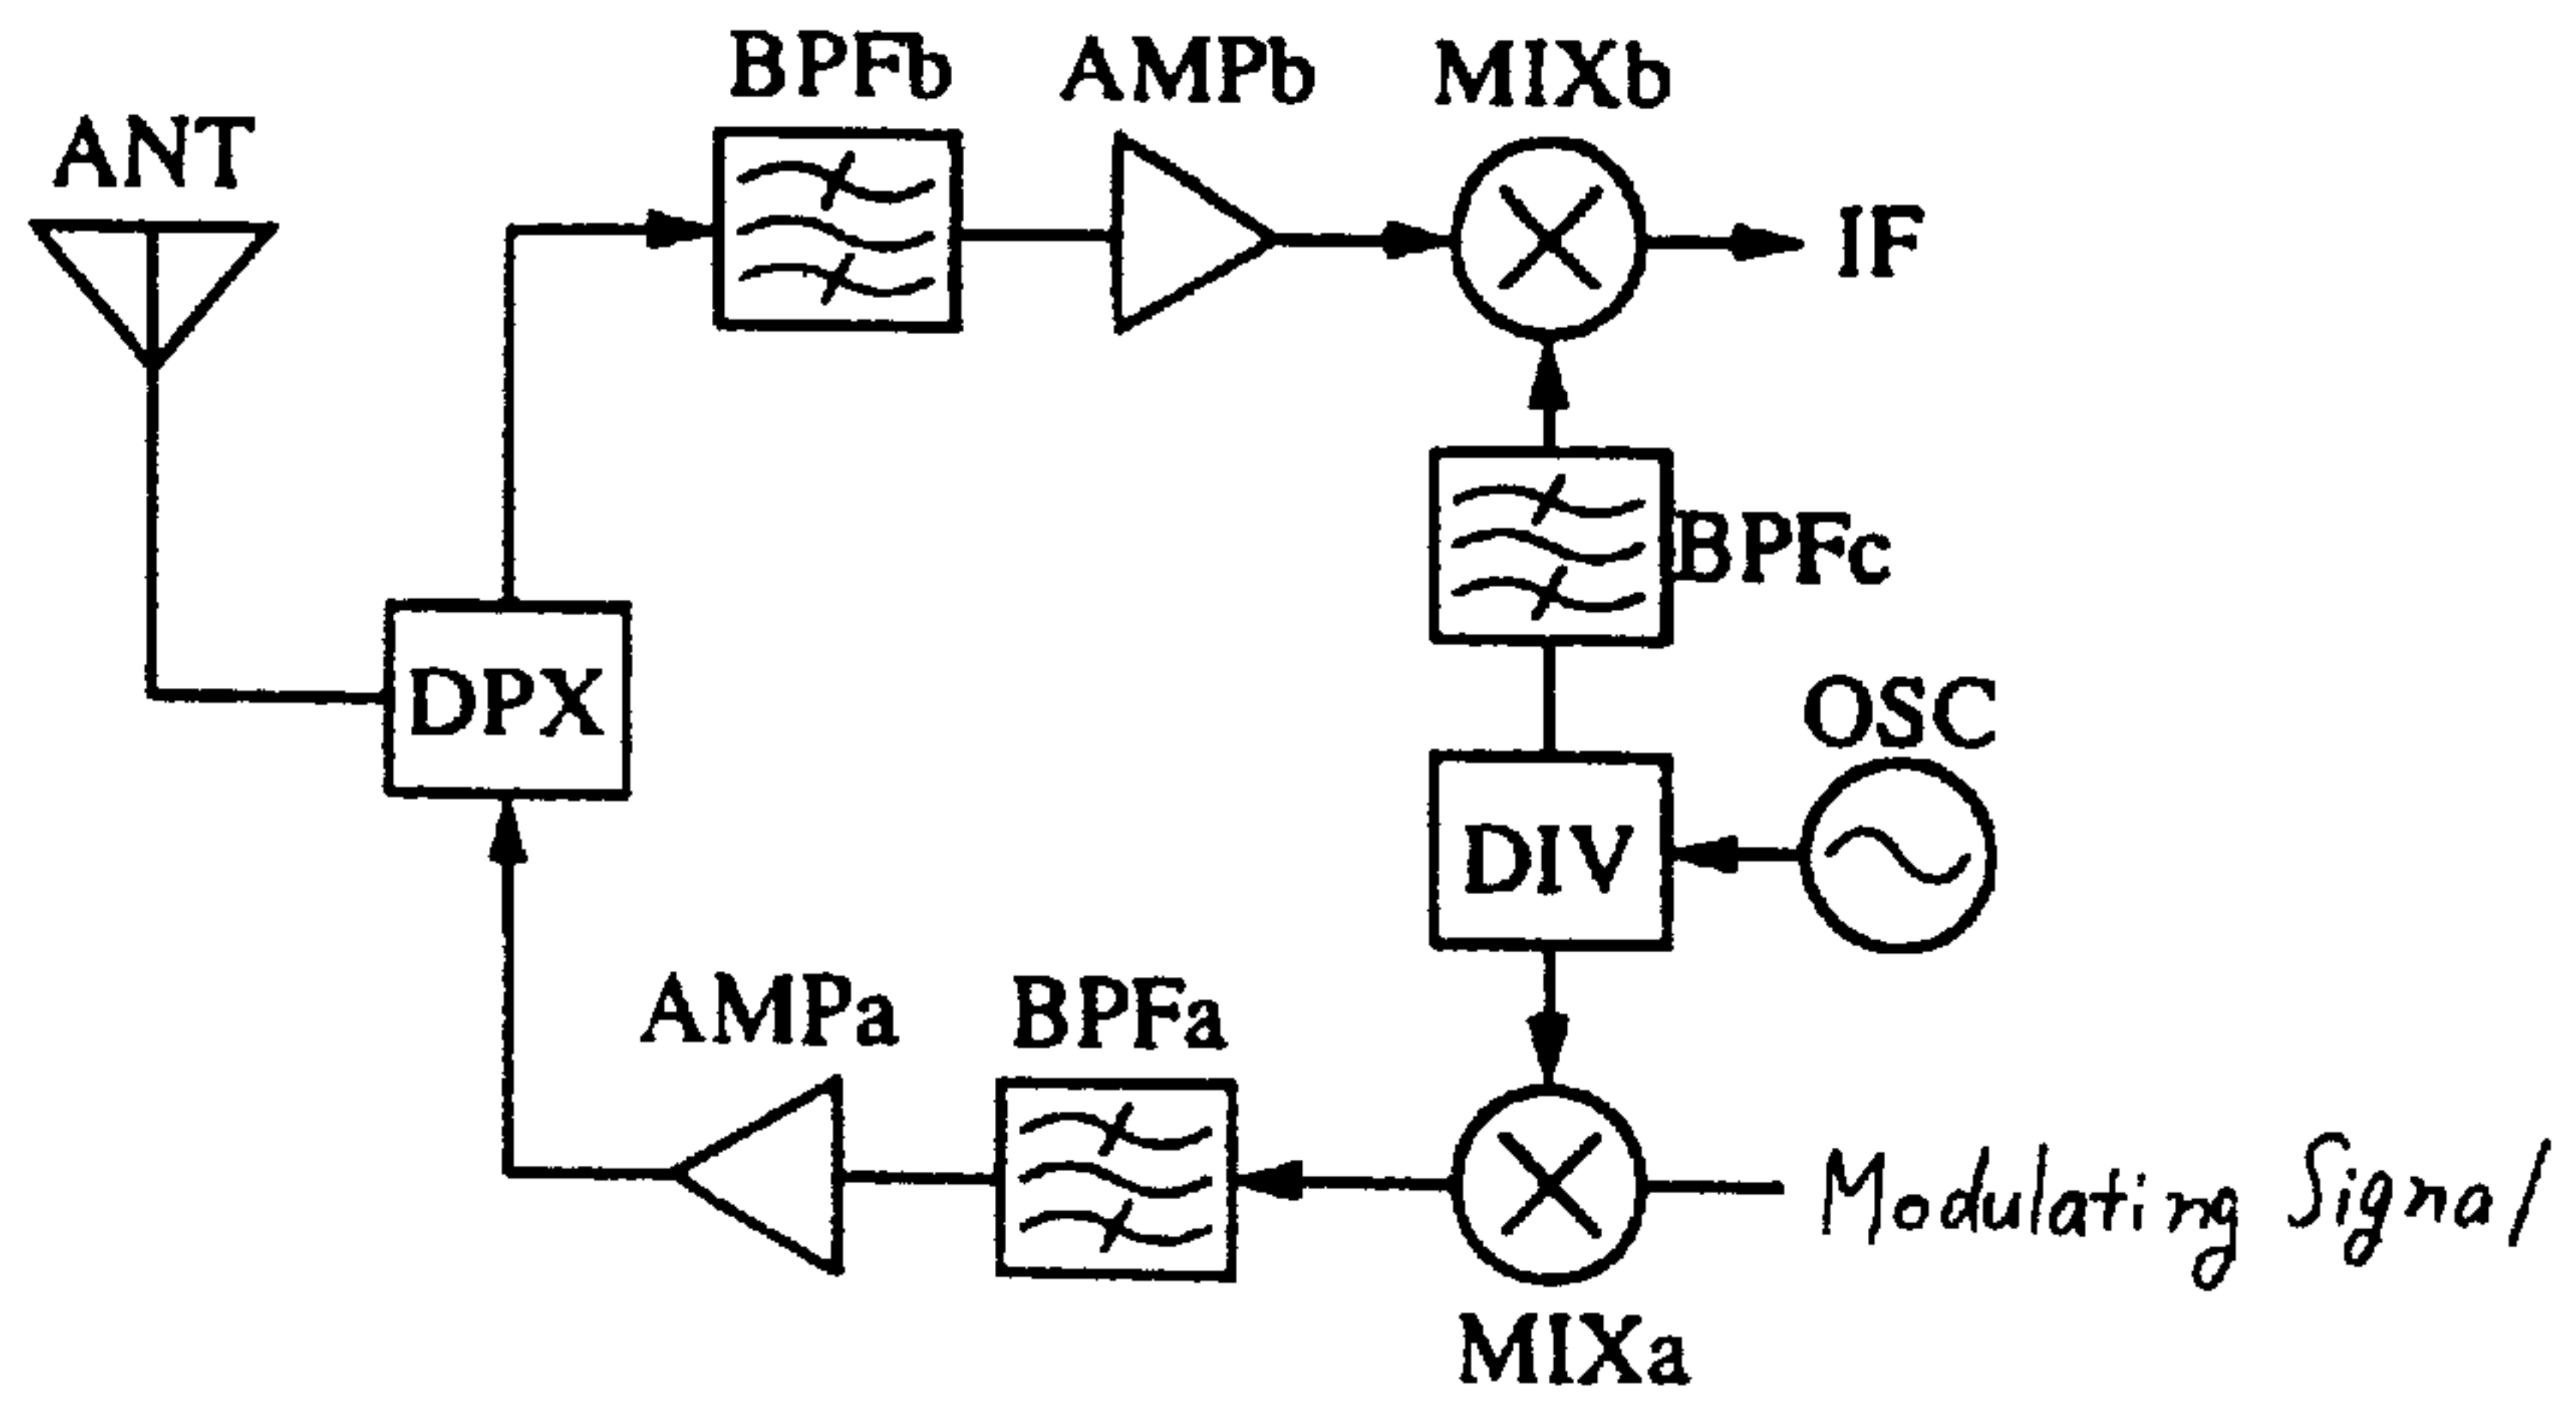 BPFb
AMPb
MIXb
ANT
IF
BPFc
DPX
OSC
DIV
AMPa
BPFa
Modulating Signal
MIXa